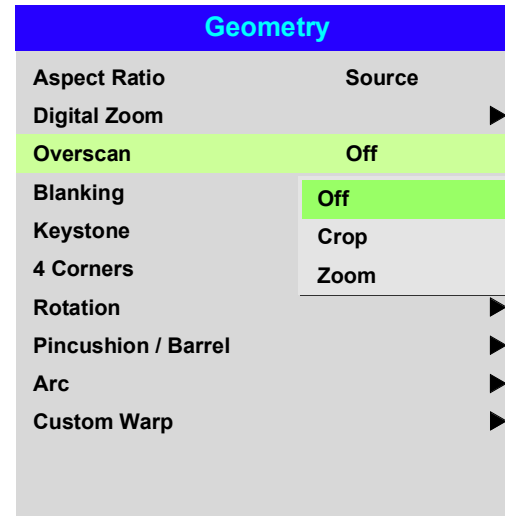 Geometry
Aspect Ratio Source
Digital Zoom
Overscan Off
Blanking Off
Keystone Crop
4 Corners Zoom
Rotation
Pincushion / Barrel
Arc
Custom Warp